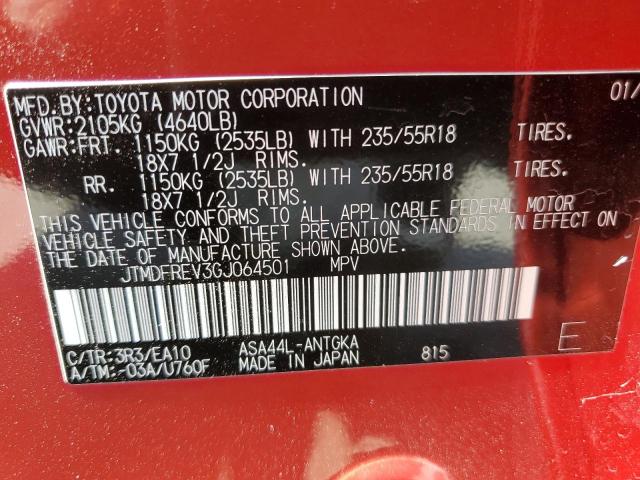 MFD. BY: TOYOTA MOTOR CORPORATION 01/
GVWR: 2105KG (4640LB)
GAWR: FRT. 1150KG (2535LB) WITH 235/55R18 TIRES.
18X7 1/2J RIMS.
RR. 1150KG (2535LB) WITH 235/55R18 TIRES.
18X7 1/2J RIMS.
THIS VEHICLE CONFORMS TO ALL APPLICABLE FEDERAL MOTOR
VEHICLE SAFETY AND THEFT PREVENTION STANDARDS IN EFFECT ON
THE DATE OF MANUFACTURE SHOWN ABOVE.
JTMDFREV3GJ064501 MPV
C/TR: 3R3/EA10 ASA44L-ANTGKA
A/TM: -03A/U760F MADE IN JAPAN 815 E